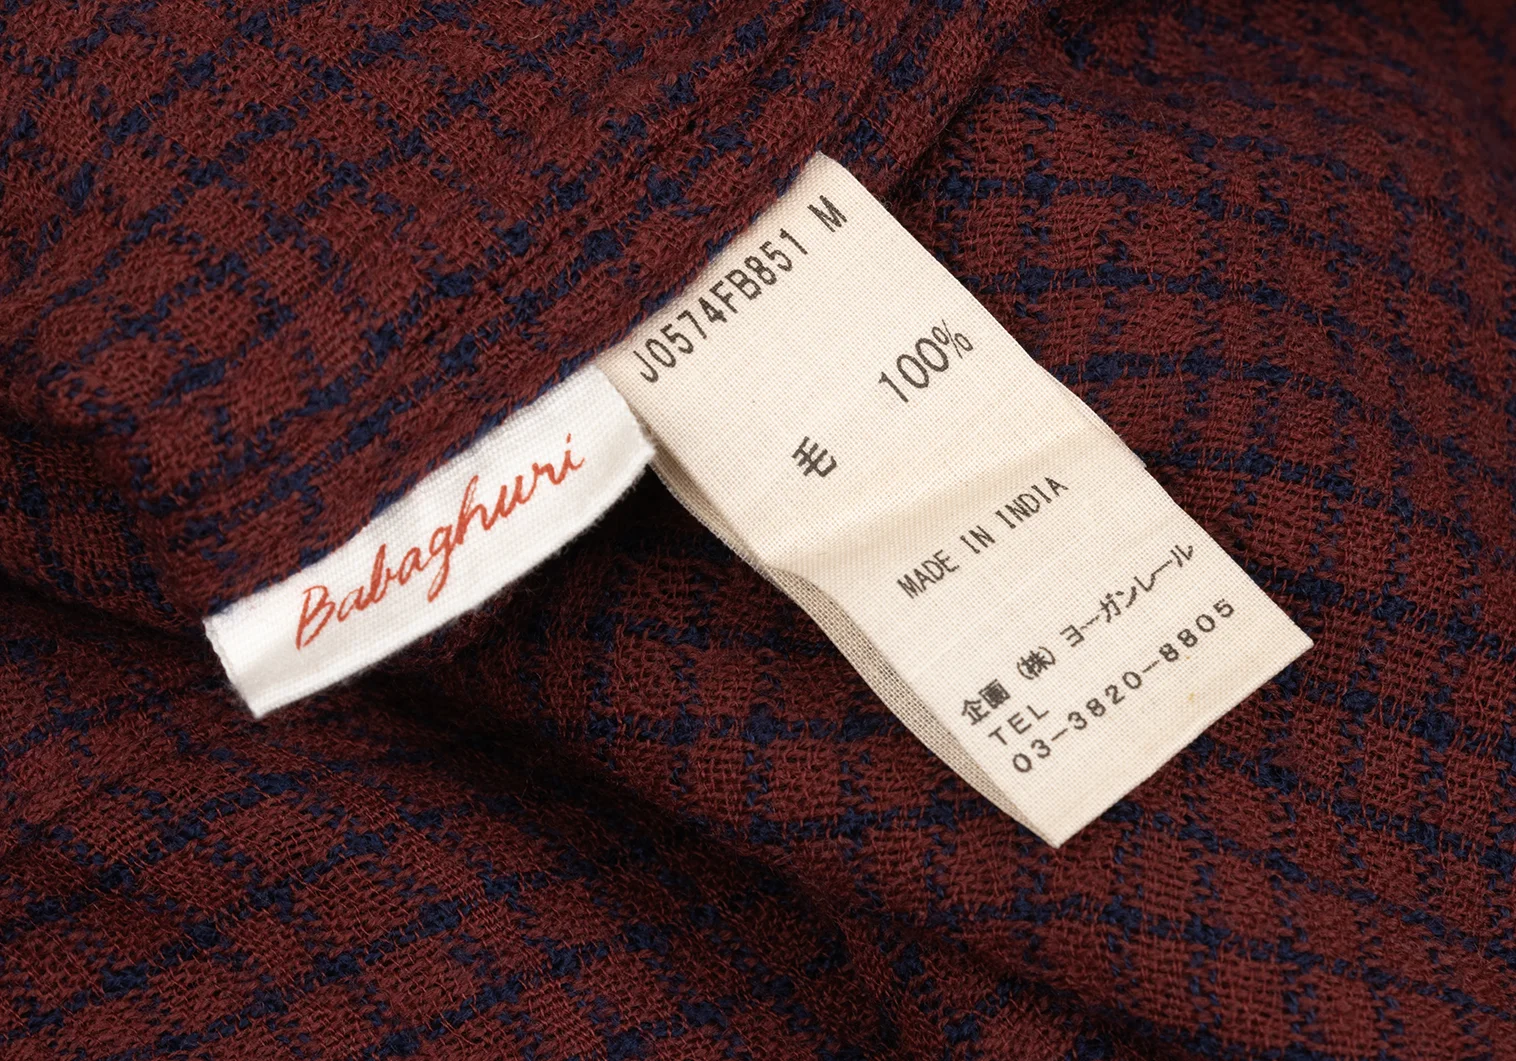 Babaghuri
J0574FB851 M
毛 100%
MADE IN INDIA
企画 (株) ヨーガンレール
TEL
03-3820-8805